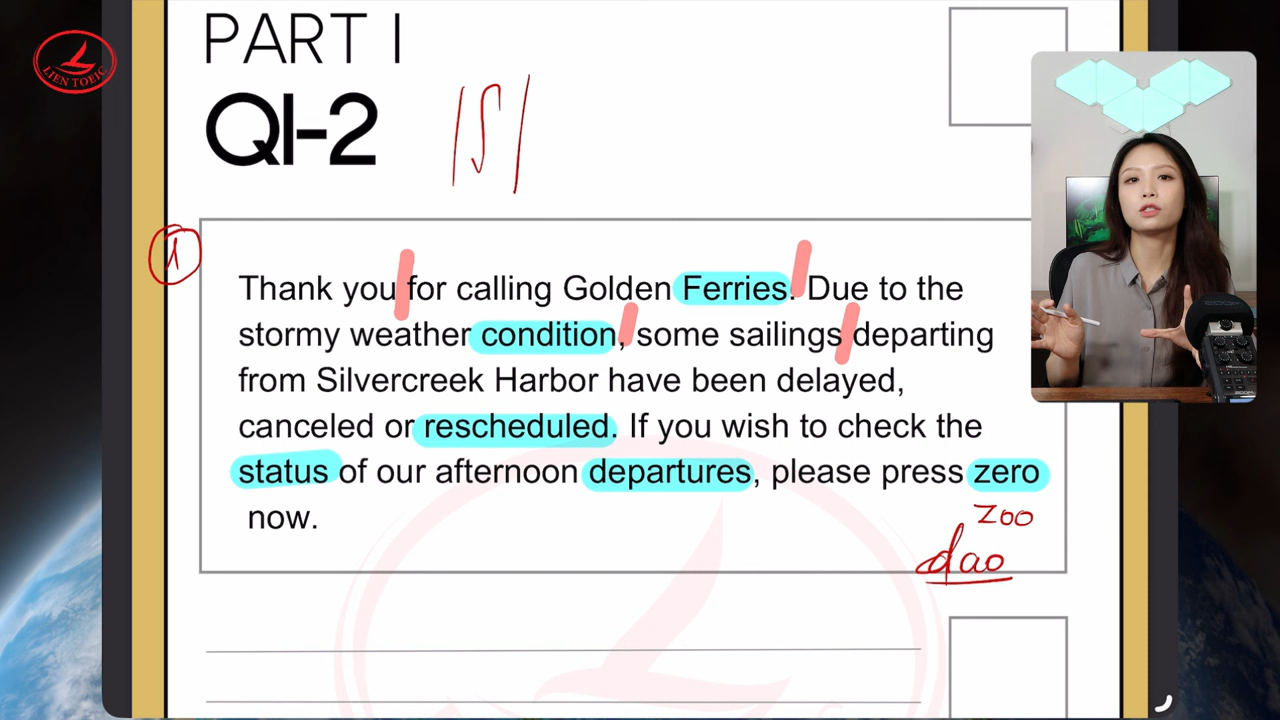 LIEN TOEIC
PART I
Q1-2
/ʃ/
1
Thank you for calling Golden Ferries. Due to the
stormy weather condition, some sailings departing
from Silvercreek Harbor have been delayed,
canceled or rescheduled. If you wish to check the
status of our afternoon departures, please press zero
now.
zoo
dao
ZOOM